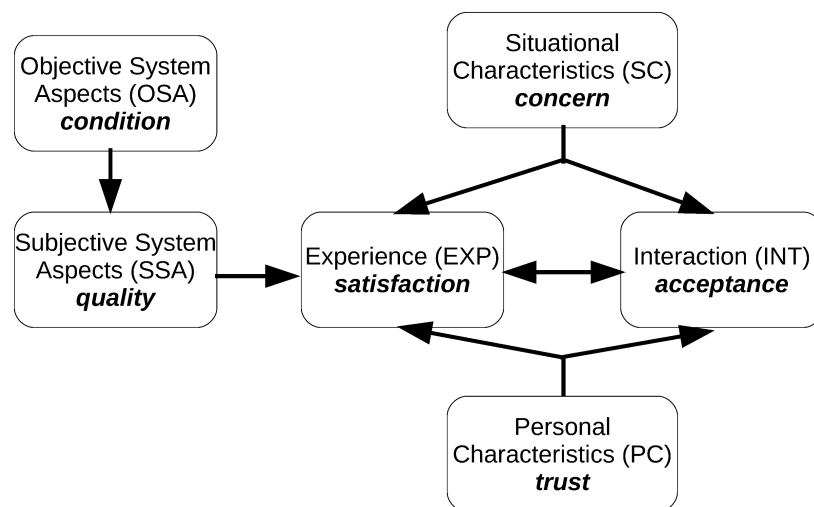 Objective System
Aspects (OSA)
condition
Situational
Characteristics (SC)
concern
Subjective System
Aspects (SSA)
quality
Experience (EXP)
satisfaction
Interaction (INT)
acceptance
Personal
Characteristics (PC)
trust